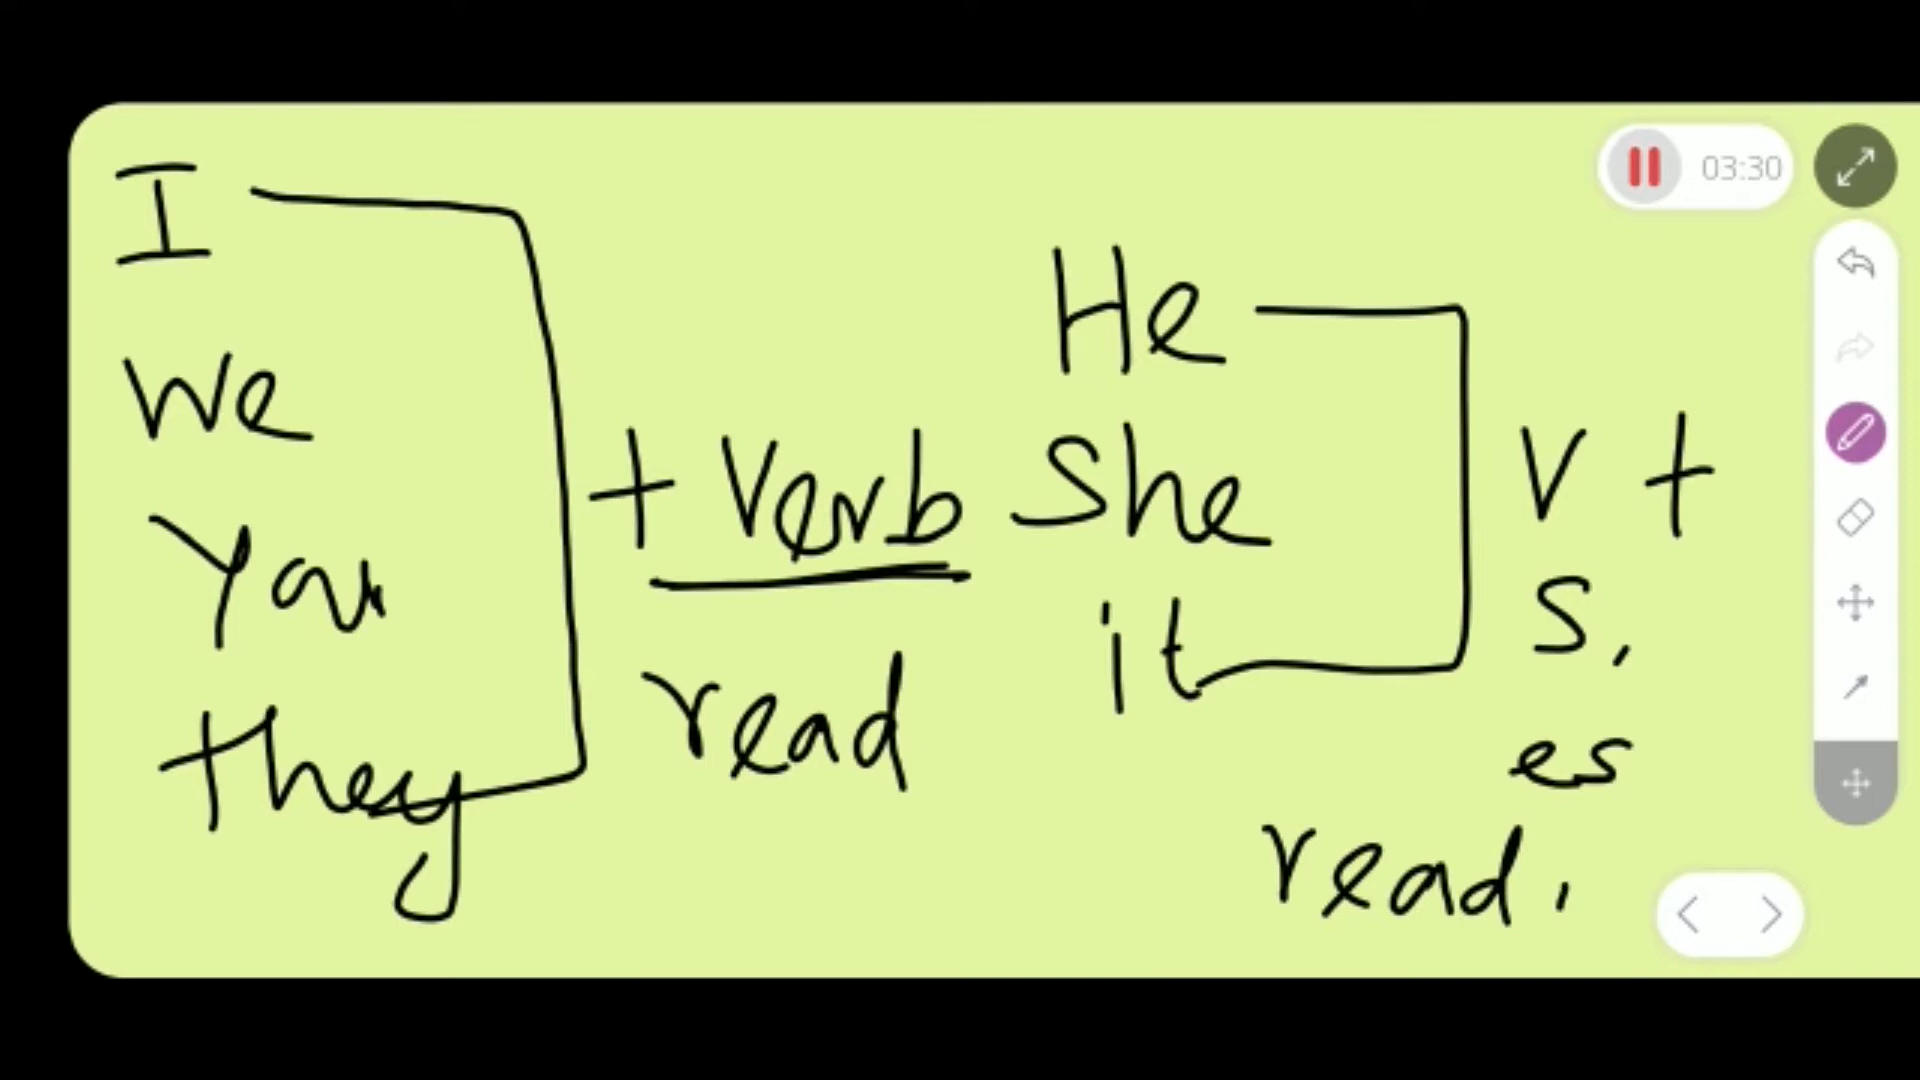 03:30
I
We
You
they
+ Verb
read
He
She
it
V +
s,
es
read,